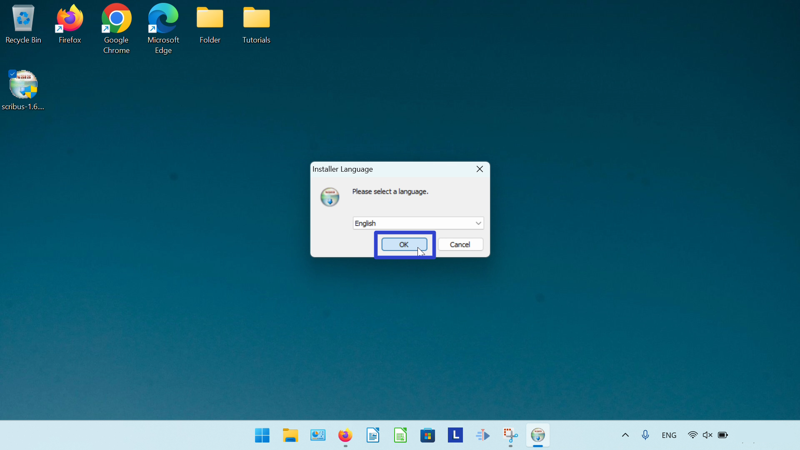 Recycle Bin
Firefox
Google
Chrome
Microsoft
Edge
Folder
Tutorials
scribus-1.6....
Installer Language
Please select a language.
English
OK
Cancel
L
ENG